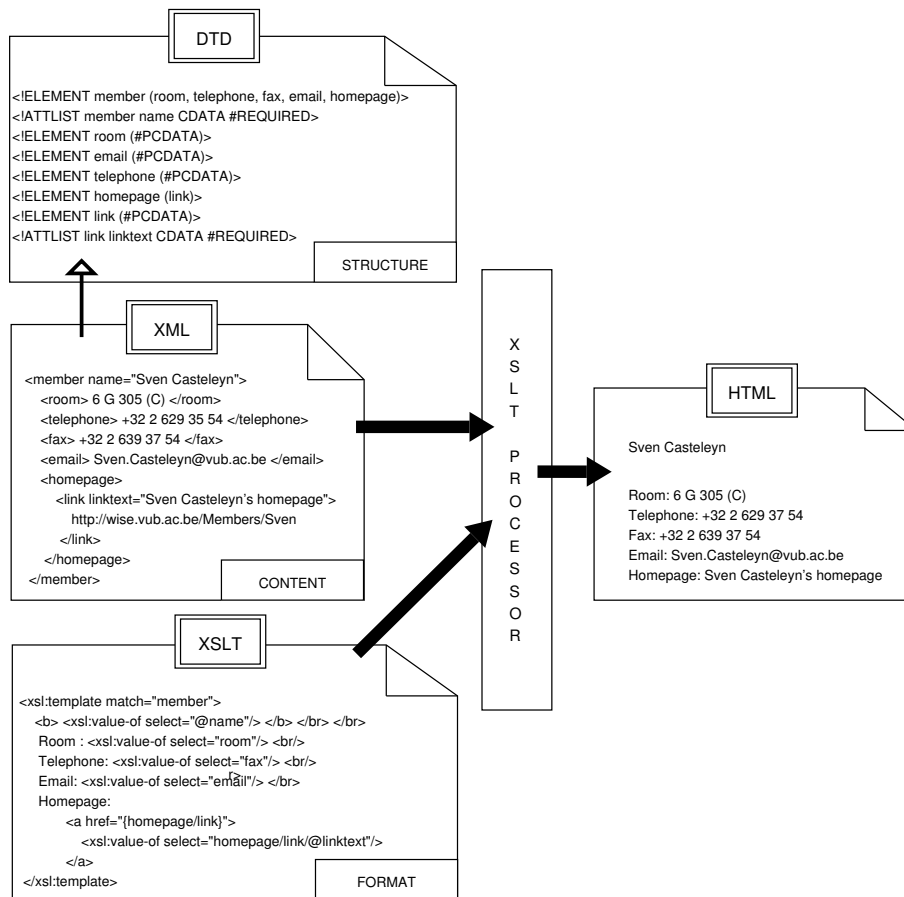 DTD
<!ELEMENT member (room, telephone, fax, email, homepage)>
<!ATTLIST member name CDATA #REQUIRED>
<!ELEMENT room (#PCDATA)>
<!ELEMENT email (#PCDATA)>
<!ELEMENT telephone (#PCDATA)>
<!ELEMENT homepage (link)>
<!ELEMENT link (#PCDATA)>
<!ATTLIST link linktext CDATA #REQUIRED>
STRUCTURE
XML
<member name="Sven Casteleyn">
<room> 6 G 305 (C) </room>
<telephone> +32 2 629 35 54 </telephone>
<fax> +32 2 639 37 54 </fax>
<email> Sven.Casteleyn@vub.ac.be </email>
<homepage>
<link linktext="Sven Casteleyn's homepage">
http://wise.vub.ac.be/Members/Sven
</link>
</homepage>
</member>
CONTENT
XSLT
<xsl:template match="member">
<b> <xsl:value-of select="@name"/> </b> </br> </br>
Room : <xsl:value-of select="room"/> <br/>
Telephone: <xsl:value-of select="fax"/> <br/>
Email: <xsl:value-of select="email"/> </br>
Homepage:
<a href="{homepage/link}">
<xsl:value-of select="homepage/link/@linktext"/>
</a>
</xsl:template>
FORMAT
XSLT PROCESSOR
HTML
Sven Casteleyn
Room: 6 G 305 (C)
Telephone: +32 2 629 37 54
Fax: +32 2 639 37 54
Email: Sven.Casteleyn@vub.ac.be
Homepage: Sven Casteleyn's homepage